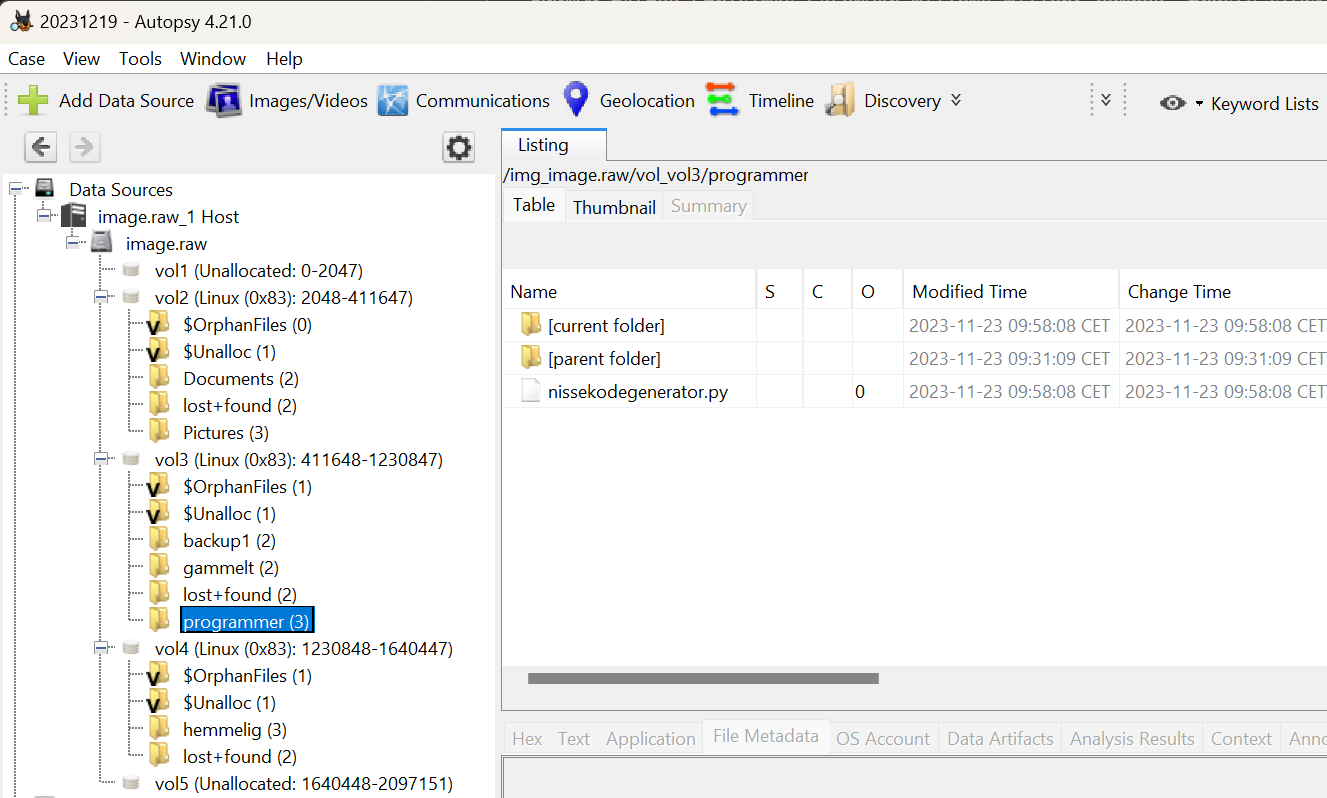 20231219 - Autopsy 4.21.0
Case View Tools Window Help
Add Data Source Images/Videos Communications Geolocation Timeline Discovery Keyword Lists
Listing
/img_image.raw/vol_vol3/programmer
Table Thumbnail Summary
Name S C O Modified Time Change Time
[current folder] 2023-11-23 09:58:08 CET 2023-11-23 09:58:08 CET
[parent folder] 2023-11-23 09:31:09 CET 2023-11-23 09:31:09 CET
nissekodegenerator.py 0 2023-11-23 09:58:08 CET 2023-11-23 09:58:08 CET
Data Sources
image.raw_1 Host
image.raw
vol1 (Unallocated: 0-2047)
vol2 (Linux (0x83): 2048-411647)
$OrphanFiles (0)
$Unalloc (1)
Documents (2)
lost+found (2)
Pictures (3)
vol3 (Linux (0x83): 411648-1230847)
$OrphanFiles (1)
$Unalloc (1)
backup1 (2)
gammelt (2)
lost+found (2)
programmer (3)
vol4 (Linux (0x83): 1230848-1640447)
$OrphanFiles (1)
$Unalloc (1)
hemmelig (3)
lost+found (2)
vol5 (Unallocated: 1640448-2097151)
Hex Text Application File Metadata OS Account Data Artifacts Analysis Results Context Anno